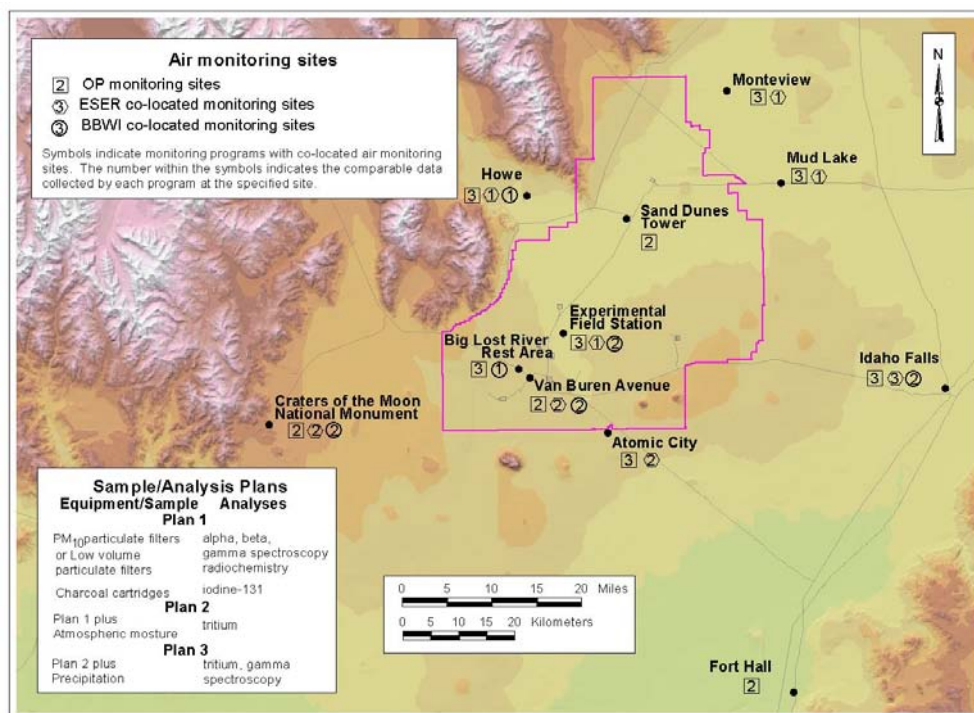 Air monitoring sites
2 OP monitoring sites
3 ESER co-located monitoring sites
3 BBWI co-located monitoring sites
Symbols indicate monitoring programs with co-located air monitoring
sites. The number within the symbols indicates the comparable data
collected by each program at the specified site.
N
Monteview
3 1
Mud Lake
3 1
Howe
3 1 1
Sand Dunes
Tower
2
Experimental
Field Station
3 1 2
Big Lost River
Rest Area
3 1
Van Buren Avenue
2 2 2
Idaho Falls
3 3 2
Craters of the Moon
National Monument
2 2 2
Atomic City
3 2
Sample/Analysis Plans
Equipment/Sample Analyses
Plan 1
PM10particulate filters alpha, beta,
or Low volume gamma spectroscopy
particulate filters radiochemistry
Charcoal cartridges iodine-131
Plan 2
Plan 1 plus
Atmospheric mosture tritium
Plan 3
Plan 2 plus tritium, gamma
Precipitation spectroscopy
0 5 10 15 20 Miles
0 5 10 15 20 Kilometers
Fort Hall
2